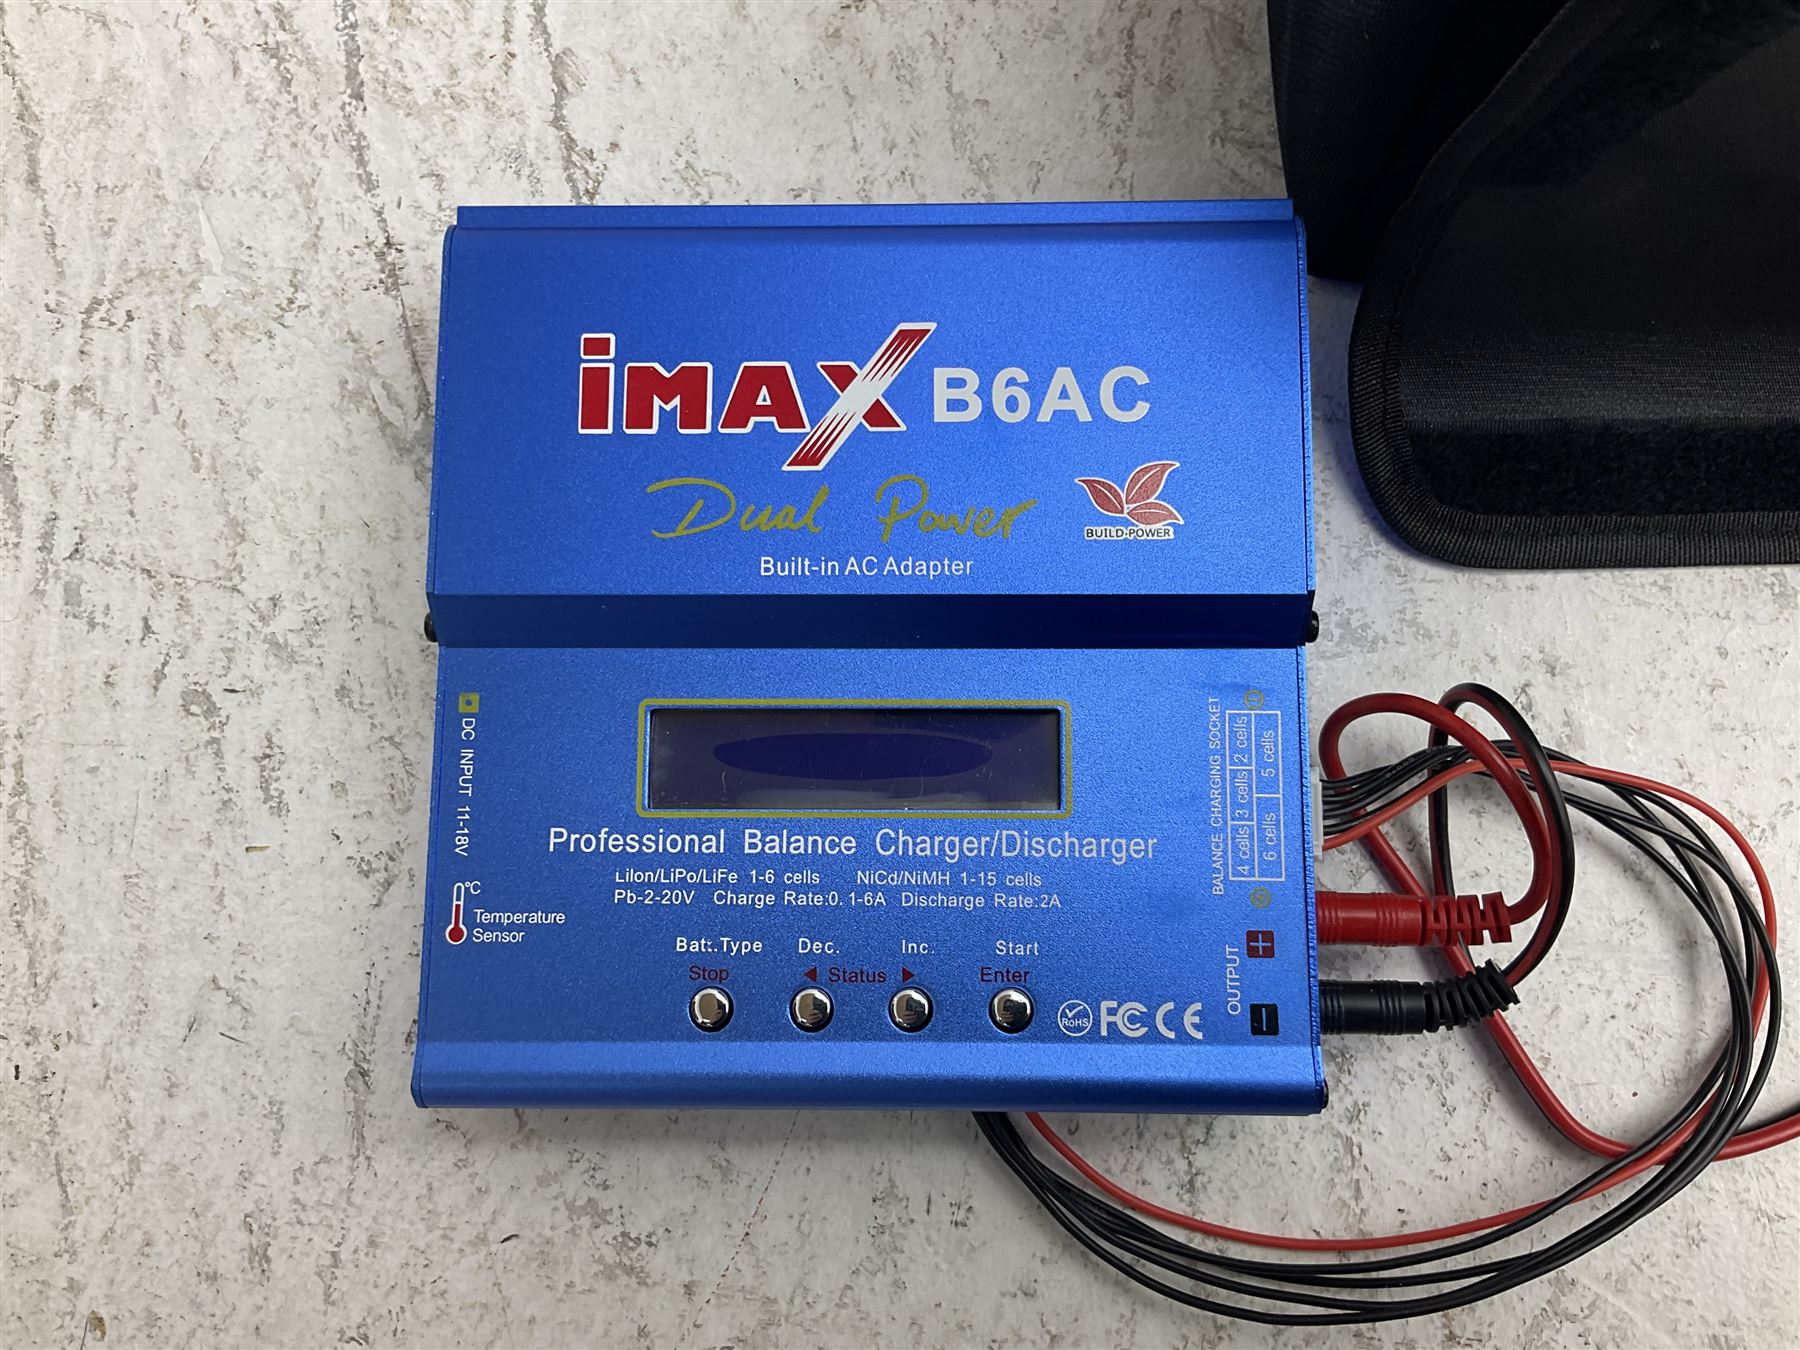 iMAX B6AC
Dual Power
BUILD-POWER
Built-in AC Adapter
DC INPUT 11-18V
°C
Temperature
Sensor
Professional Balance Charger/Discharger
LiIon/LiPo/LiFe 1-6 cells NiCd/NiMH 1-15 cells
Pb-2-20V Charge Rate:0.1-6A Discharge Rate:2A
Batt.Type Dec. Inc. Start
Stop ◀ Status ▶ Enter
RoHS FC CE
BALANCE CHARGING SOCKET
4 cells 3 cells 2 cells
6 cells 5 cells
OUTPUT
+
-